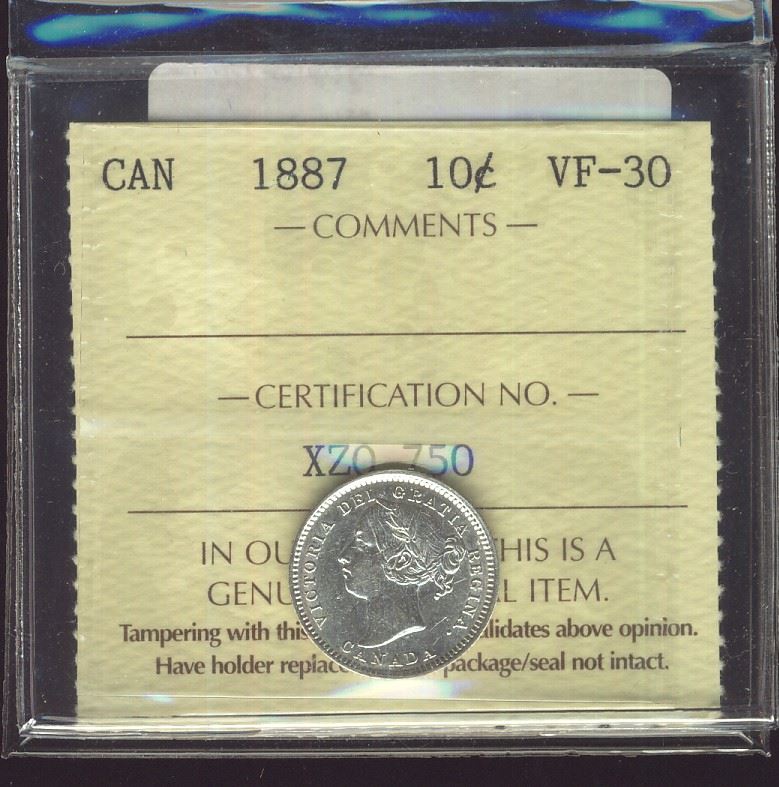 CAN 1887 10¢ VF-30
— COMMENTS —
— CERTIFICATION NO. —
XZO 750
VICTORIA DEI GRATIA REGINA.
CANADA
IN OU THIS IS A
GENU L ITEM.
Tampering with this lidates above opinion.
Have holder replac package/seal not intact.